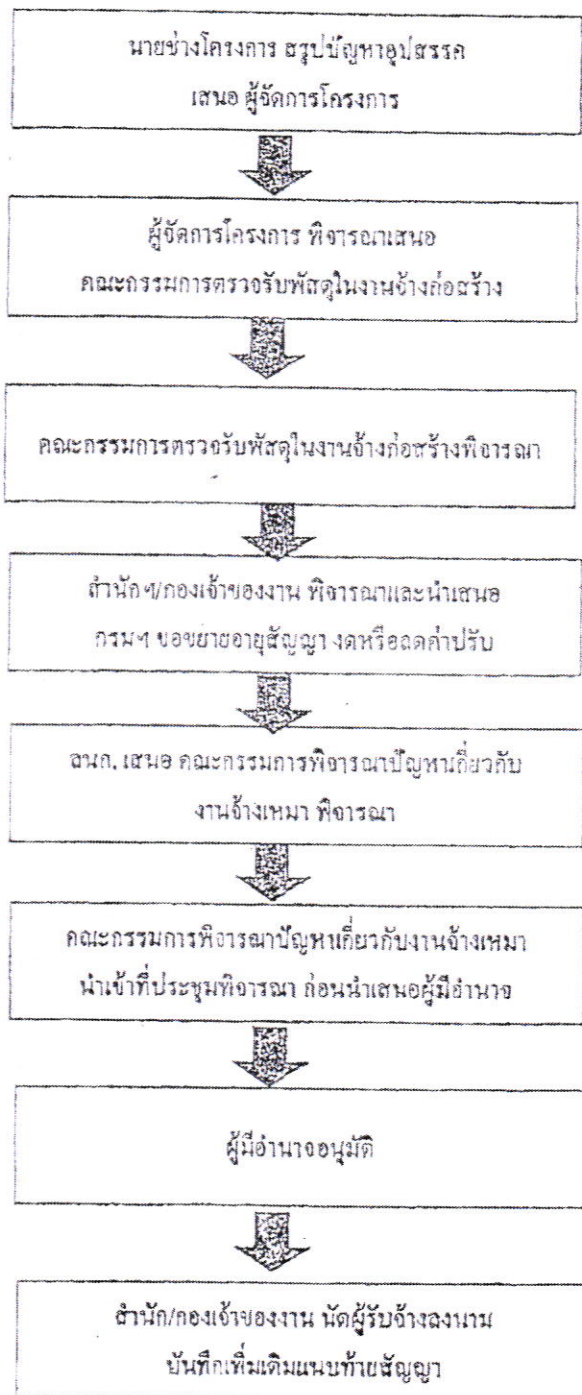 นายช่างโครงการ สรุปปัญหาอุปสรรค
เสนอ ผู้จัดการโครงการ
ผู้จัดการโครงการ พิจารณาเสนอ
คณะกรรมการตรวจรับพัสดุในงานจ้างก่อสร้าง
คณะกรรมการตรวจรับพัสดุในงานจ้างก่อสร้างพิจารณา
สำนักฯ/กองเจ้าของงาน พิจารณาและนำเสนอ
กรมฯ ขอขยายอายุสัญญา งดหรือลดค่าปรับ
ลนก. เสนอ คณะกรรมการพิจารณาปัญหาเกี่ยวกับ
งานจ้างเหมา พิจารณา
คณะกรรมการพิจารณาปัญหาเกี่ยวกับงานจ้างเหมา
นำเข้าที่ประชุมพิจารณา ก่อนนำเสนอผู้มีอำนาจ
ผู้มีอำนาจอนุมัติ
สำนัก/กองเจ้าของงาน นัดผู้รับจ้างลงนาม
บันทึกเพิ่มเติมแนบท้ายสัญญา